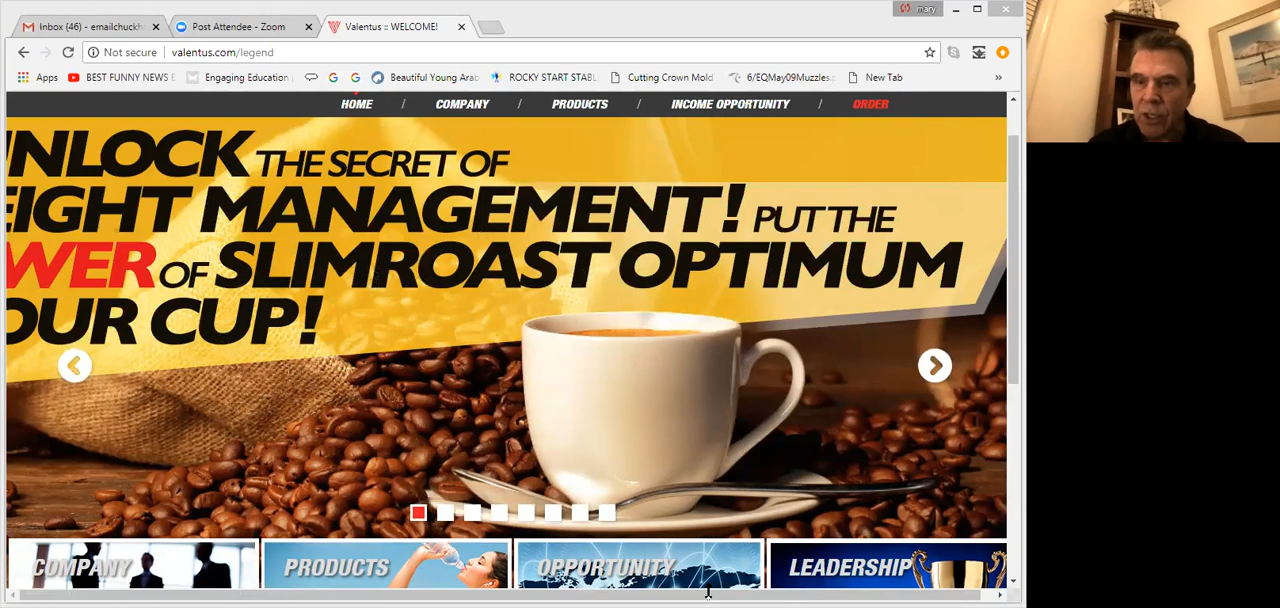 mary
Inbox (46) - emailchuckh
Post Attendee - Zoom
Valentus :: WELCOME!
Not secure
valentus.com/legend
Apps
BEST FUNNY NEWS E
Engaging Education
Beautiful Young Arab
ROCKY START STABL
Cutting Crown Mold
6/EQMay09Muzzles.p
New Tab
»
HOME / COMPANY / PRODUCTS / INCOME OPPORTUNITY / ORDER
NLOCK THE SECRET OF
EIGHT MANAGEMENT! PUT THE
WER OF SLIMROAST OPTIMUM
OUR CUP!
COMPANY
PRODUCTS
OPPORTUNITY
LEADERSHIP